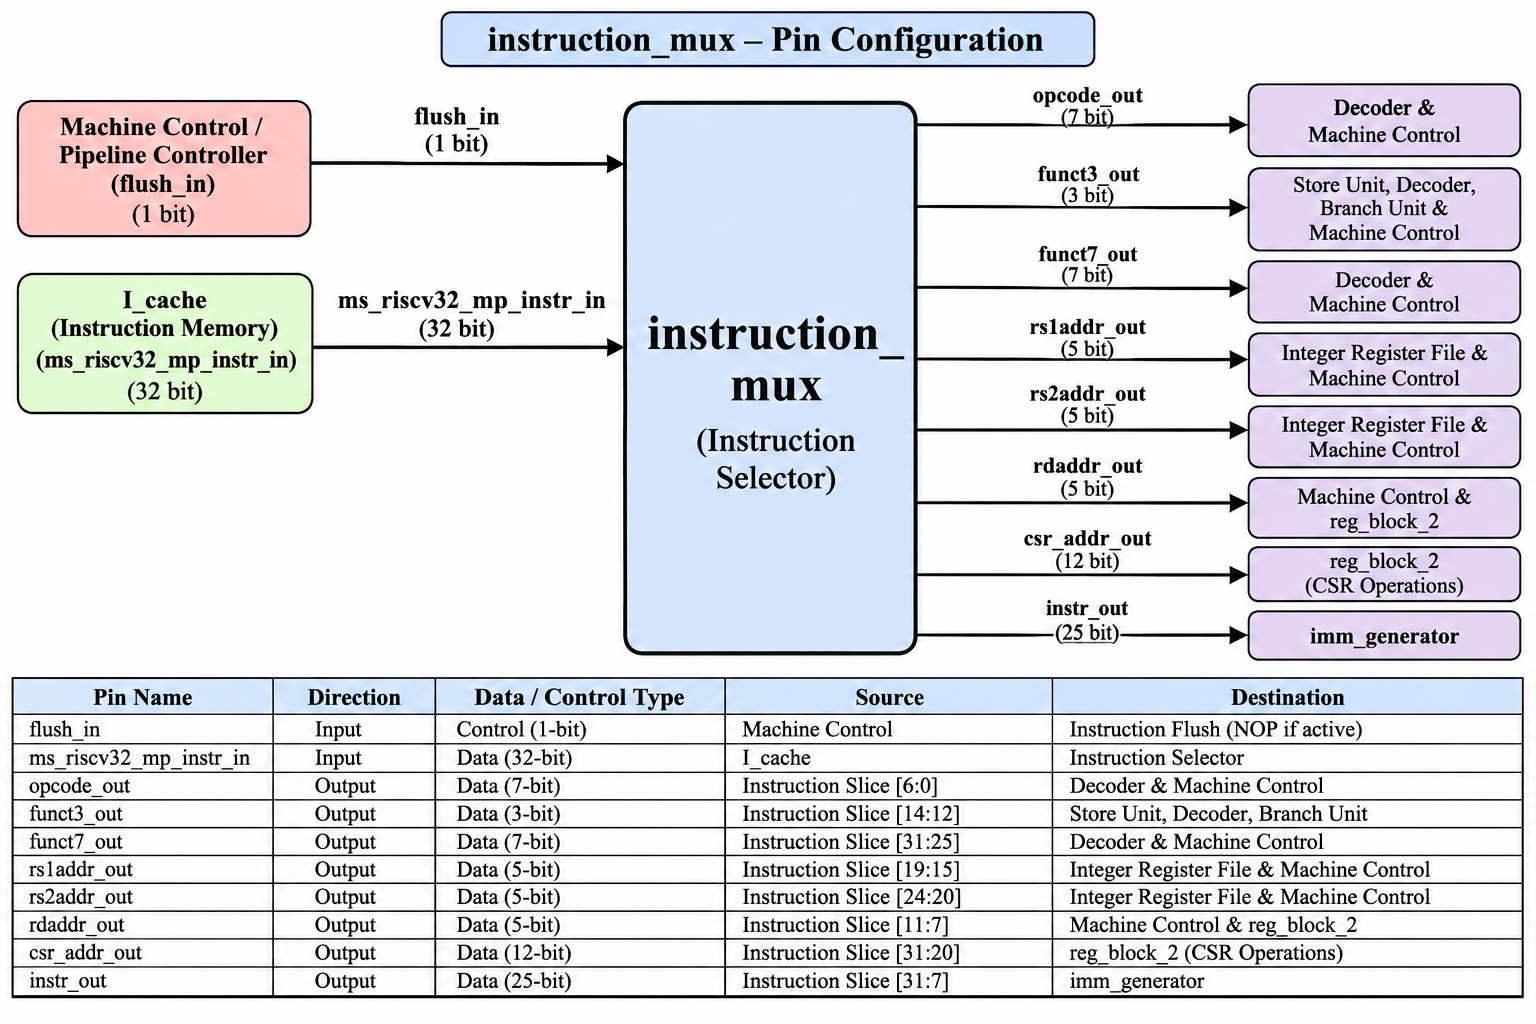 instruction_mux – Pin Configuration
Machine Control /
Pipeline Controller
(flush_in)
(1 bit)
flush_in
(1 bit)
I_cache
(Instruction Memory)
(ms_riscv32_mp_instr_in)
(32 bit)
ms_riscv32_mp_instr_in
(32 bit)
instruction_
mux
(Instruction
Selector)
opcode_out
(7 bit)
Decoder &
Machine Control
funct3_out
(3 bit)
Store Unit, Decoder,
Branch Unit &
Machine Control
funct7_out
(7 bit)
Decoder &
Machine Control
rs1addr_out
(5 bit)
Integer Register File &
Machine Control
rs2addr_out
(5 bit)
Integer Register File &
Machine Control
rdaddr_out
(5 bit)
Machine Control &
reg_block_2
csr_addr_out
(12 bit)
reg_block_2
(CSR Operations)
instr_out
(25 bit)
imm_generator
Pin Name Direction Data / Control Type Source Destination
flush_in Input Control (1-bit) Machine Control Instruction Flush (NOP if active)
ms_riscv32_mp_instr_in Input Data (32-bit) I_cache Instruction Selector
opcode_out Output Data (7-bit) Instruction Slice [6:0] Decoder & Machine Control
funct3_out Output Data (3-bit) Instruction Slice [14:12] Store Unit, Decoder, Branch Unit
funct7_out Output Data (7-bit) Instruction Slice [31:25] Decoder & Machine Control
rs1addr_out Output Data (5-bit) Instruction Slice [19:15] Integer Register File & Machine Control
rs2addr_out Output Data (5-bit) Instruction Slice [24:20] Integer Register File & Machine Control
rdaddr_out Output Data (5-bit) Instruction Slice [11:7] Machine Control & reg_block_2
csr_addr_out Output Data (12-bit) Instruction Slice [31:20] reg_block_2 (CSR Operations)
instr_out Output Data (25-bit) Instruction Slice [31:7] imm_generator